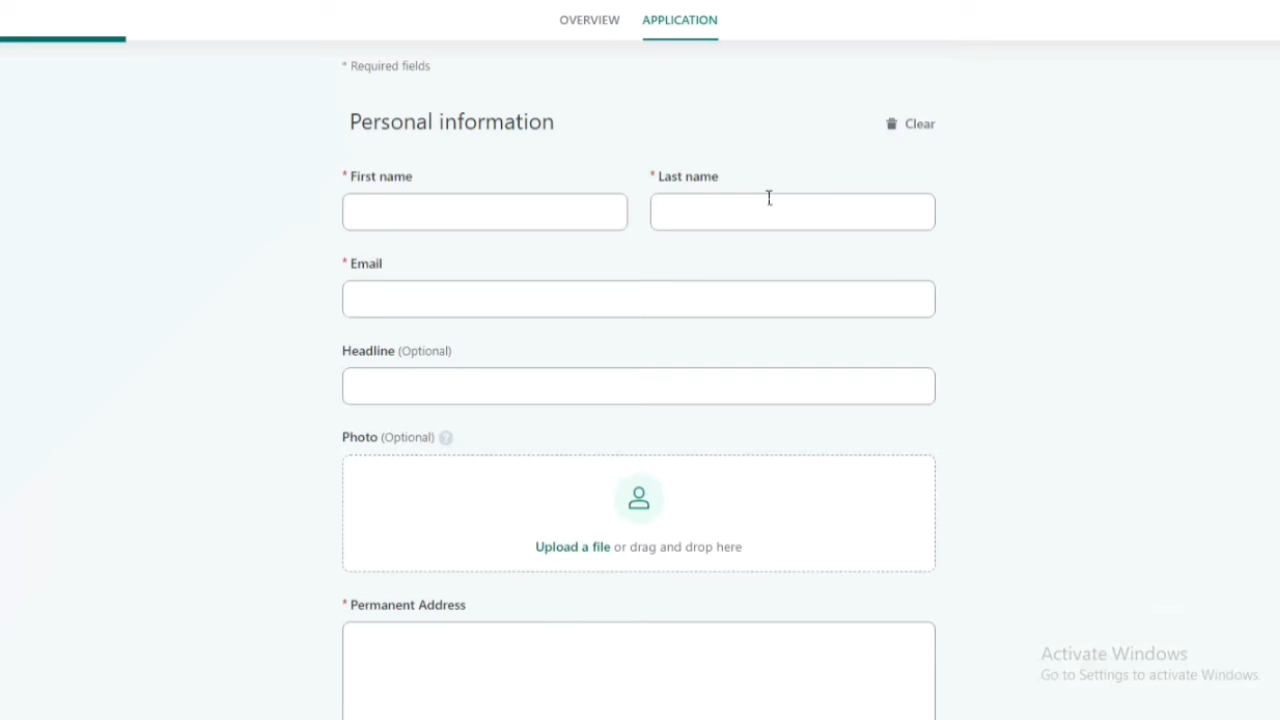 OVERVIEW APPLICATION
* Required fields
Personal information
Clear
* First name
* Last name
* Email
Headline (Optional)
Photo (Optional) ?
Upload a file or drag and drop here
* Permanent Address
Activate Windows
Go to Settings to activate Windows.